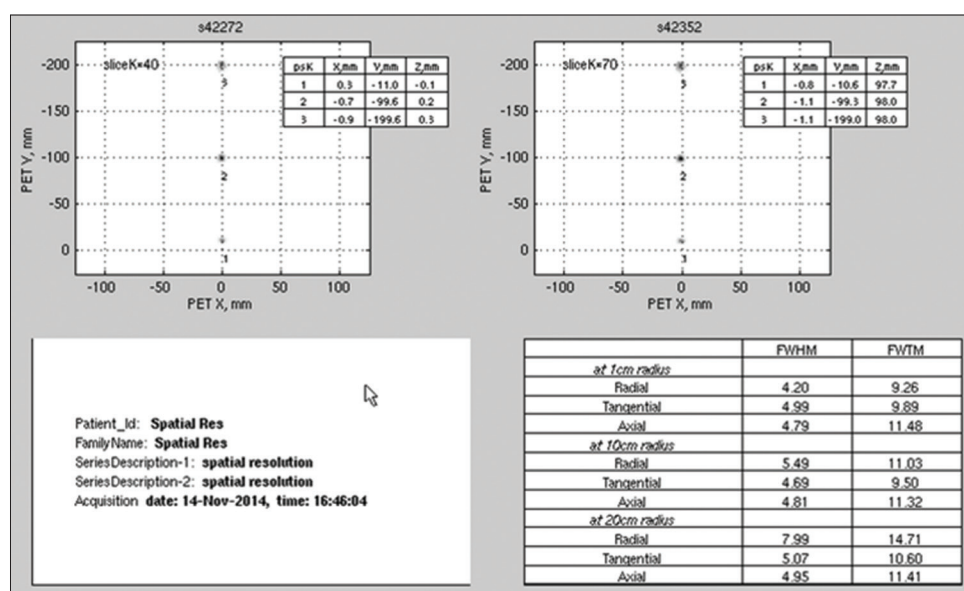 s42272
sliceK=40
-200
-150
-100
-50
0
PET Y, mm
3
2
1
-100 -50 0 50 100
PET X, mm
psK X,mm Y,mm Z,mm
1 0.3 -11.0 -0.1
2 -0.7 -99.6 0.2
3 -0.9 -199.6 0.3
s42352
sliceK=70
-200
-150
-100
-50
0
PET Y, mm
3
2
1
-100 -50 0 50 100
PET X, mm
psK X,mm Y,mm Z,mm
1 -0.8 -10.6 97.7
2 -1.1 -99.3 98.0
3 -1.1 -199.0 98.0
Patient_Id: Spatial Res
FamilyName: Spatial Res
SeriesDescription-1: spatial resolution
SeriesDescription-2: spatial resolution
Acquisition date: 14-Nov-2014, time: 16:46:04
FWHM FWTM
at 1cm radius
Radial 4.20 9.26
Tangential 4.99 9.89
Axial 4.79 11.48
at 10cm radius
Radial 5.49 11.03
Tangential 4.69 9.50
Axial 4.81 11.32
at 20cm radius
Radial 7.99 14.71
Tangential 5.07 10.60
Axial 4.95 11.41